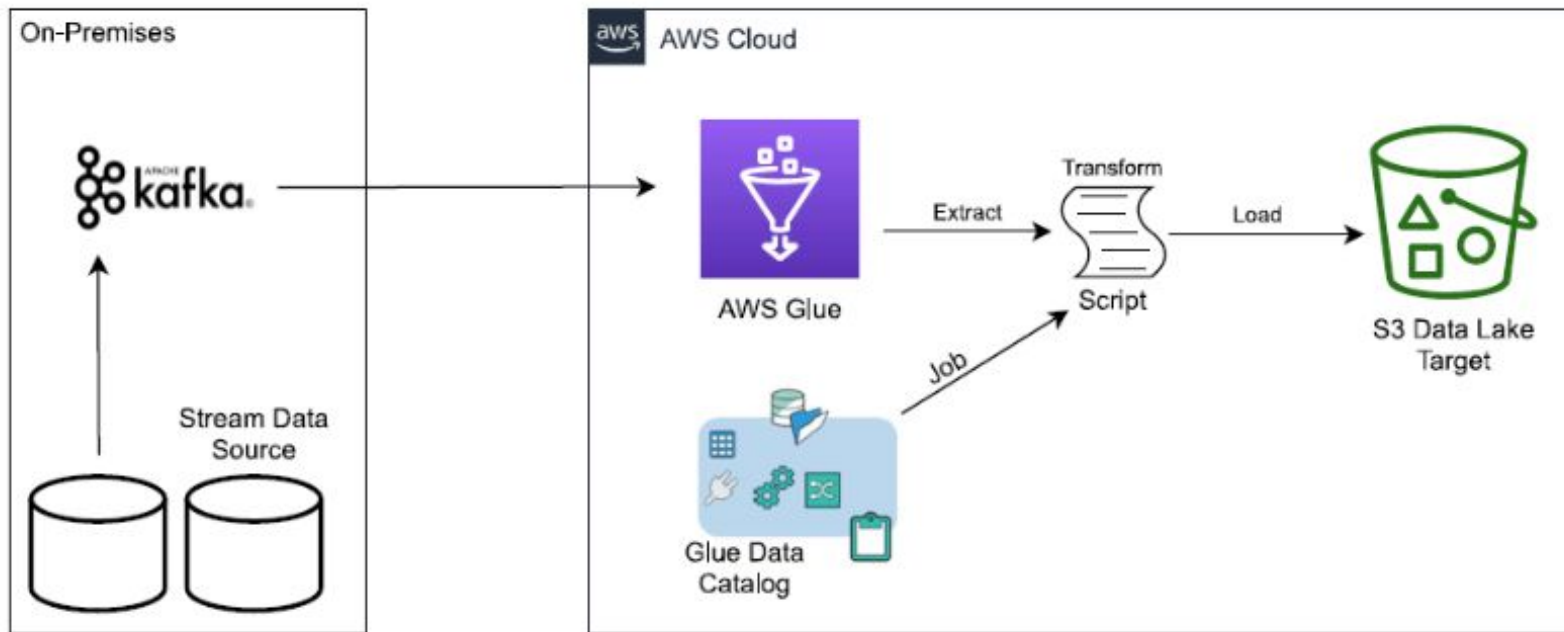 On-Premises
aws
AWS Cloud
APACHE
kafka®
Stream Data
Source
AWS Glue
Extract
Transform
Script
Load
S3 Data Lake
Target
Job
Glue Data
Catalog